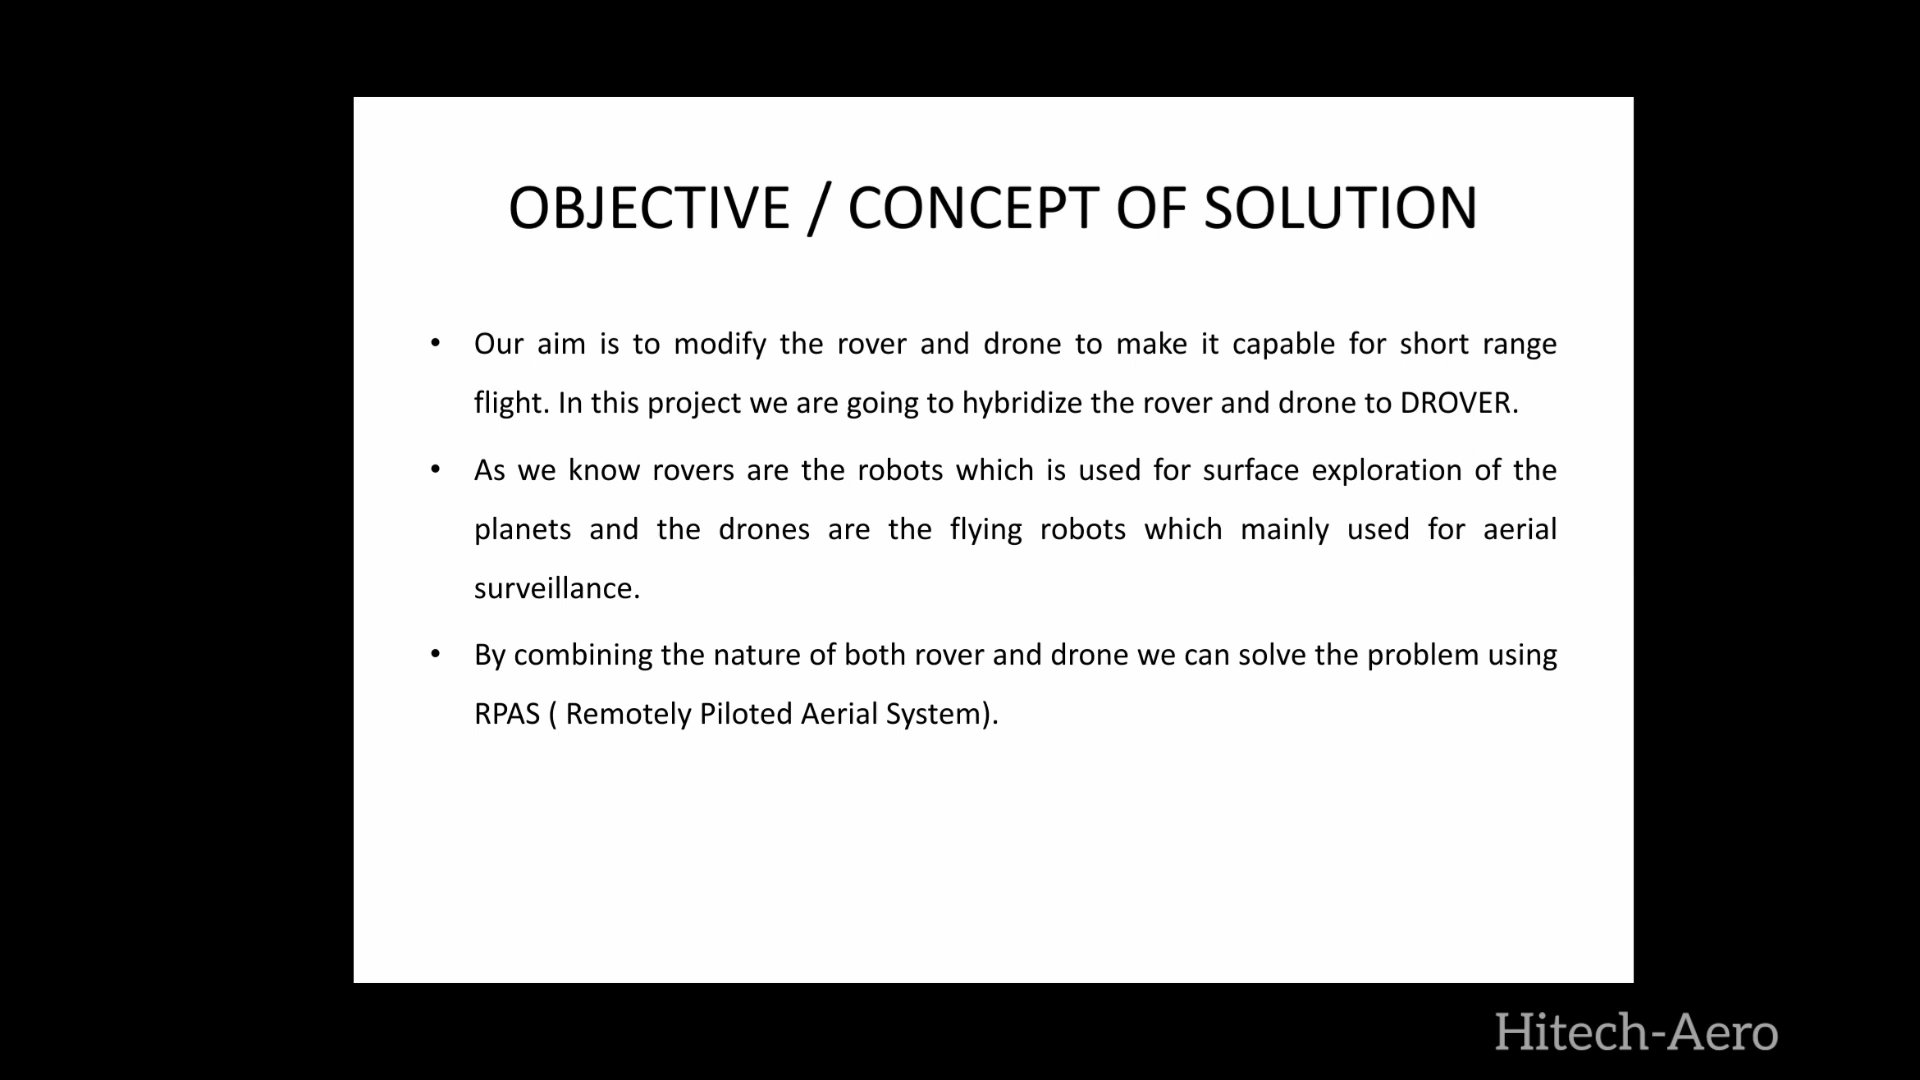 OBJECTIVE / CONCEPT OF SOLUTION
• Our aim is to modify the rover and drone to make it capable for short range
flight. In this project we are going to hybridize the rover and drone to DROVER.
• As we know rovers are the robots which is used for surface exploration of the
planets and the drones are the flying robots which mainly used for aerial
surveillance.
• By combining the nature of both rover and drone we can solve the problem using
RPAS ( Remotely Piloted Aerial System).
Hitech-Aero